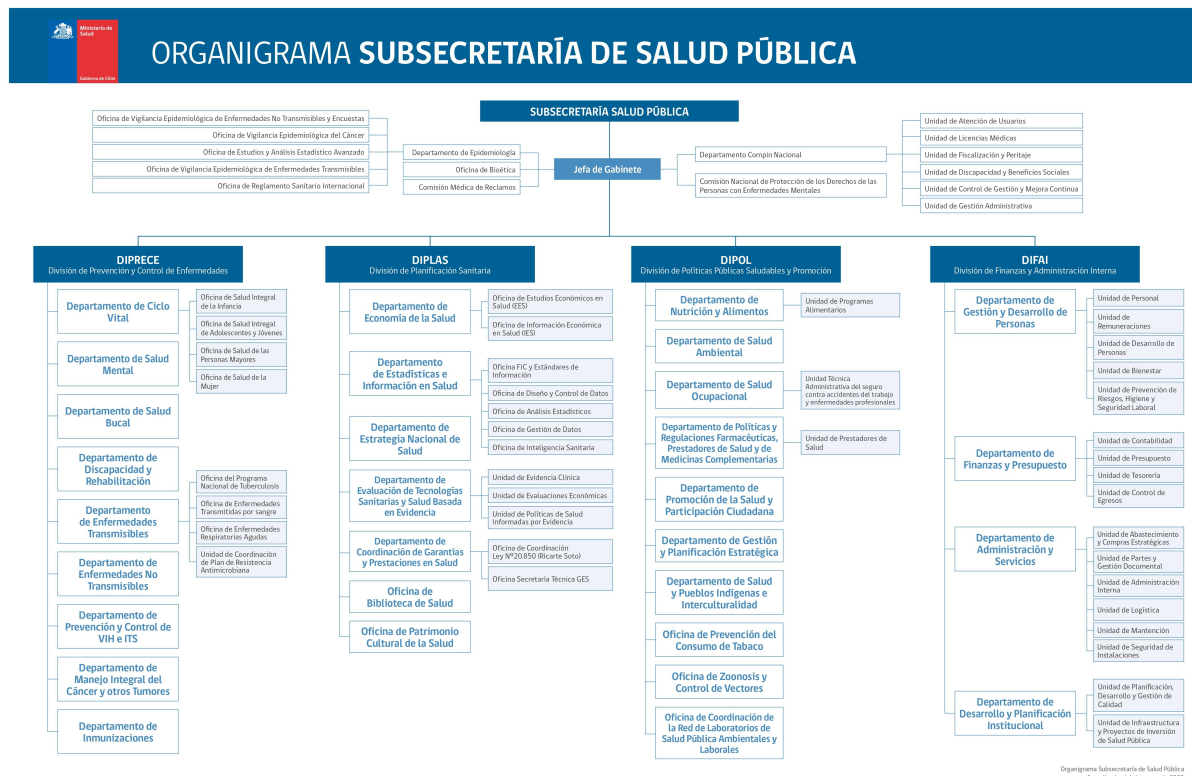 Ministerio de
Salud
Gobierno de Chile
ORGANIGRAMA SUBSECRETARÍA DE SALUD PÚBLICA
SUBSECRETARÍA SALUD PÚBLICA
Jefa de Gabinete
Oficina de Vigilancia Epidemiológica de Enfermedades No Transmisibles y Encuestas
Oficina de Vigilancia Epidemiológica del Cáncer
Oficina de Estudios y Análisis Estadístico Avanzado
Oficina de Vigilancia Epidemiológica de Enfermedades Transmisibles
Oficina de Reglamento Sanitario Internacional
Departamento de Epidemiología
Oficina de Bioética
Comisión Médica de Reclamos
Departamento Compin Nacional
Comisión Nacional de Protección de los Derechos de las
Personas con Enfermedades Mentales
Unidad de Atención de Usuarios
Unidad de Licencias Médicas
Unidad de Fiscalización y Peritaje
Unidad de Discapacidad y Beneficios Sociales
Unidad de Control de Gestión y Mejora Continua
Unidad de Gestión Administrativa
DIPRECE
División de Prevención y Control de Enfermedades
Departamento de Ciclo
Vital
Oficina de Salud Integral
de la Infancia
Oficina de Salud Intregal
de Adolescentes y Jóvenes
Oficina de Salud de las
Personas Mayores
Oficina de Salud de la
Mujer
Departamento de Salud
Mental
Departamento de Salud
Bucal
Departamento de
Discapacidad y
Rehabilitación
Departamento
de Enfermedades
Transmisibles
Oficina del Programa
Nacional de Tuberculosis
Oficina de Enfermedades
Transmitidas por sangre
Oficina de Enfermedades
Respiratorias Agudas
Unidad de Coordinación
de Plan de Resistencia
Antimicrobiana
Departamento de
Enfermedades No
Transmisibles
Departamento de
Prevención y Control de
VIH e ITS
Departamento de
Manejo Integral del
Cáncer y otros Tumores
Departamento de
Inmunizaciones
DIPLAS
División de Planificación Sanitaria
Departamento de
Economía de la Salud
Oficina de Estudios Económicos en
Salud (EES)
Oficina de Información Económica
en Salud (IES)
Departamento
de Estadísticas e
Información en Salud
Oficina FIC y Estándares de
Información
Oficina de Diseño y Control de Datos
Oficina de Análisis Estadísticos
Oficina de Gestión de Datos
Oficina de Inteligencia Sanitaria
Departamento de
Estrategia Nacional de
Salud
Departamento de
Evaluación de Tecnologías
Sanitarias y Salud Basada
en Evidencia
Unidad de Evidencia Clínica
Unidad de Evaluaciones Económicas
Unidad de Políticas de Salud
Informadas por Evidencia
Departamento de
Coordinación de Garantías
y Prestaciones en Salud
Oficina de Coordinación
Ley Nº20.850 (Ricarte Soto)
Oficina Secretaría Técnica GES
Oficina de
Biblioteca de Salud
Oficina de Patrimonio
Cultural de la Salud
DIPOL
División de Políticas Públicas Saludables y Promoción
Departamento de
Nutrición y Alimentos
Unidad de Programas
Alimentarios
Departamento de Salud
Ambiental
Departamento de Salud
Ocupacional
Unidad Técnica
Administrativa del seguro
contra accidentes del trabajo
y enfermedades profesionales
Departamento de Políticas y
Regulaciones Farmacéuticas,
Prestadores de Salud y de
Medicinas Complementarias
Unidad de Prestadores de
Salud
Departamento de
Promoción de la Salud y
Participación Ciudadana
Departamento de Gestión
y Planificación Estratégica
Departamento de Salud
y Pueblos Indígenas e
Interculturalidad
Oficina de Prevención del
Consumo de Tabaco
Oficina de Zoonosis y
Control de Vectores
Oficina de Coordinación de
la Red de Laboratorios de
Salud Pública Ambientales y
Laborales
DIFAI
División de Finanzas y Administración Interna
Departamento de
Gestión y Desarrollo de
Personas
Unidad de Personal
Unidad de
Remuneraciones
Unidad de Desarrollo de
Personas
Unidad de Bienestar
Unidad de Prevención de
Riesgos, Higiene y
Seguridad Laboral
Departamento de
Finanzas y Presupuesto
Unidad de Contabilidad
Unidad de Presupuesto
Unidad de Tesorería
Unidad de Control de
Egresos
Departamento de
Administración y
Servicios
Unidad de Abastecimiento
y Compras Estratégicas
Unidad de Partes y
Gestión Documental
Unidad de Administración
Interna
Unidad de Logística
Unidad de Mantención
Unidad de Seguridad de
Instalaciones
Departamento de
Desarrollo y Planificación
Institucional
Unidad de Planificación,
Desarrollo y Gestión de
Calidad
Unidad de Infraestructura
y Proyectos de Inversión
de Salud Pública
Organigrama Subsecretaría de Salud Pública